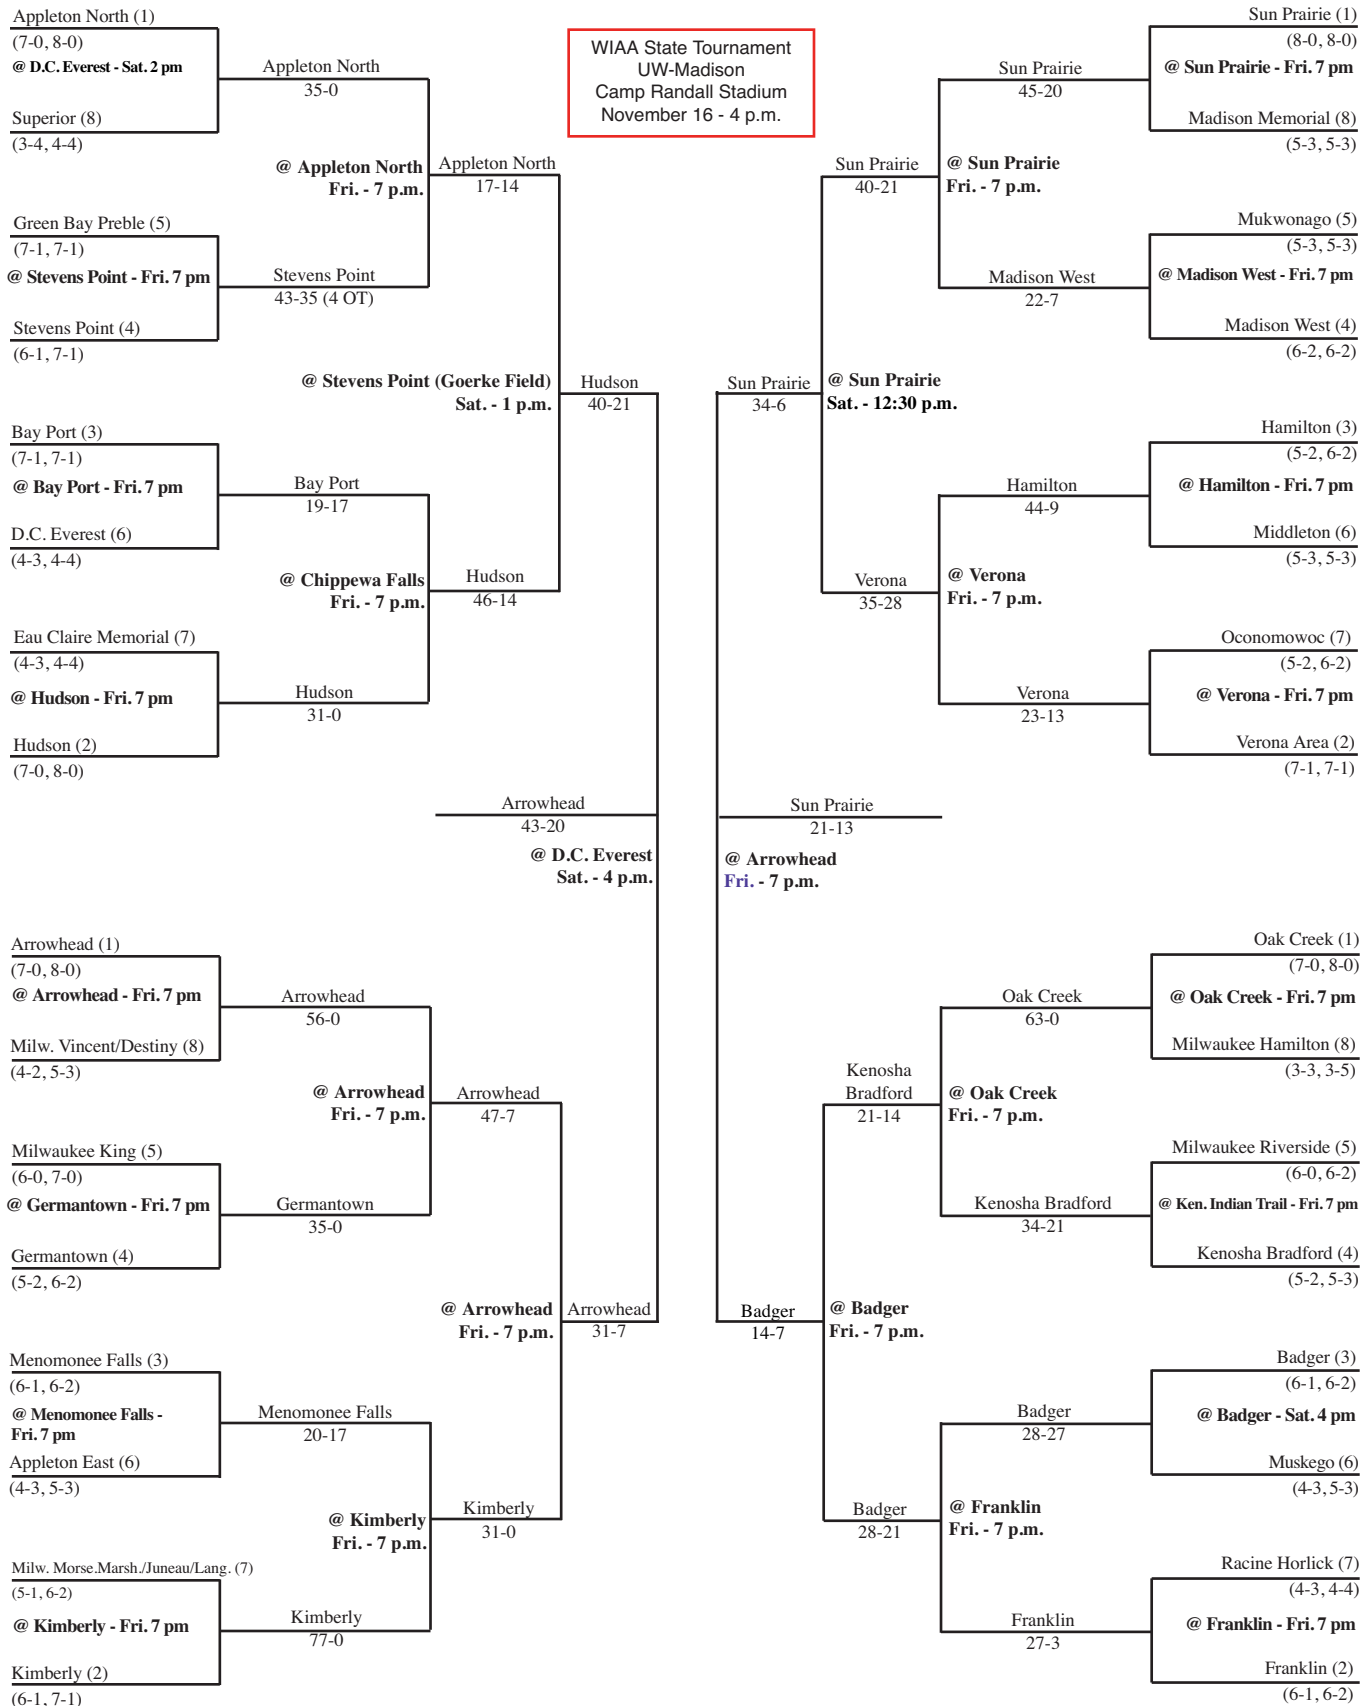 WIAA State Tournament
UW-Madison
Camp Randall Stadium
November 16 - 4 p.m.
Appleton North (1)
(7-0, 8-0)
@ D.C. Everest - Sat. 2 pm
Superior (8)
(3-4, 4-4)
Appleton North
35-0
@ Appleton North
Fri. - 7 p.m.
Appleton North
17-14
Green Bay Preble (5)
(7-1, 7-1)
@ Stevens Point - Fri. 7 pm
Stevens Point (4)
(6-1, 7-1)
Stevens Point
43-35 (4 OT)
@ Stevens Point (Goerke Field)
Sat. - 1 p.m.
Hudson
40-21
Bay Port (3)
(7-1, 7-1)
@ Bay Port - Fri. 7 pm
D.C. Everest (6)
(4-3, 4-4)
Bay Port
19-17
@ Chippewa Falls
Fri. - 7 p.m.
Hudson
46-14
Eau Claire Memorial (7)
(4-3, 4-4)
@ Hudson - Fri. 7 pm
Hudson (2)
(7-0, 8-0)
Hudson
31-0
Arrowhead
43-20
@ D.C. Everest
Sat. - 4 p.m.
Arrowhead (1)
(7-0, 8-0)
@ Arrowhead - Fri. 7 pm
Milw. Vincent/Destiny (8)
(4-2, 5-3)
Arrowhead
56-0
@ Arrowhead
Fri. - 7 p.m.
Arrowhead
47-7
Milwaukee King (5)
(6-0, 7-0)
@ Germantown - Fri. 7 pm
Germantown (4)
(5-2, 6-2)
Germantown
35-0
@ Arrowhead
Fri. - 7 p.m.
Arrowhead
31-7
Menomonee Falls (3)
(6-1, 6-2)
@ Menomonee Falls -
Fri. 7 pm
Appleton East (6)
(4-3, 5-3)
Menomonee Falls
20-17
@ Kimberly
Fri. - 7 p.m.
Kimberly
31-0
Milw. Morse.Marsh./Juneau/Lang. (7)
(5-1, 6-2)
@ Kimberly - Fri. 7 pm
Kimberly (2)
(6-1, 7-1)
Kimberly
77-0
Sun Prairie (1)
(8-0, 8-0)
@ Sun Prairie - Fri. 7 pm
Madison Memorial (8)
(5-3, 5-3)
Sun Prairie
45-20
@ Sun Prairie
Fri. - 7 p.m.
Sun Prairie
40-21
Mukwonago (5)
(5-3, 5-3)
@ Madison West - Fri. 7 pm
Madison West (4)
(6-2, 6-2)
Madison West
22-7
Sun Prairie
34-6
@ Sun Prairie
Sat. - 12:30 p.m.
Hamilton (3)
(5-2, 6-2)
@ Hamilton - Fri. 7 pm
Middleton (6)
(5-3, 5-3)
Hamilton
44-9
@ Verona
Fri. - 7 p.m.
Verona
35-28
Oconomowoc (7)
(5-2, 6-2)
@ Verona - Fri. 7 pm
Verona Area (2)
(7-1, 7-1)
Verona
23-13
Sun Prairie
21-13
@ Arrowhead
Fri. - 7 p.m.
Oak Creek (1)
(7-0, 8-0)
@ Oak Creek - Fri. 7 pm
Milwaukee Hamilton (8)
(3-3, 3-5)
Oak Creek
63-0
@ Oak Creek
Fri. - 7 p.m.
Kenosha
Bradford
21-14
Milwaukee Riverside (5)
(6-0, 6-2)
@ Ken. Indian Trail - Fri. 7 pm
Kenosha Bradford (4)
(5-2, 5-3)
Kenosha Bradford
34-21
Badger
14-7
@ Badger
Fri. - 7 p.m.
Badger (3)
(6-1, 6-2)
@ Badger - Sat. 4 pm
Muskego (6)
(4-3, 5-3)
Badger
28-27
@ Franklin
Fri. - 7 p.m.
Badger
28-21
Racine Horlick (7)
(4-3, 4-4)
@ Franklin - Fri. 7 pm
Franklin (2)
(6-1, 6-2)
Franklin
27-3